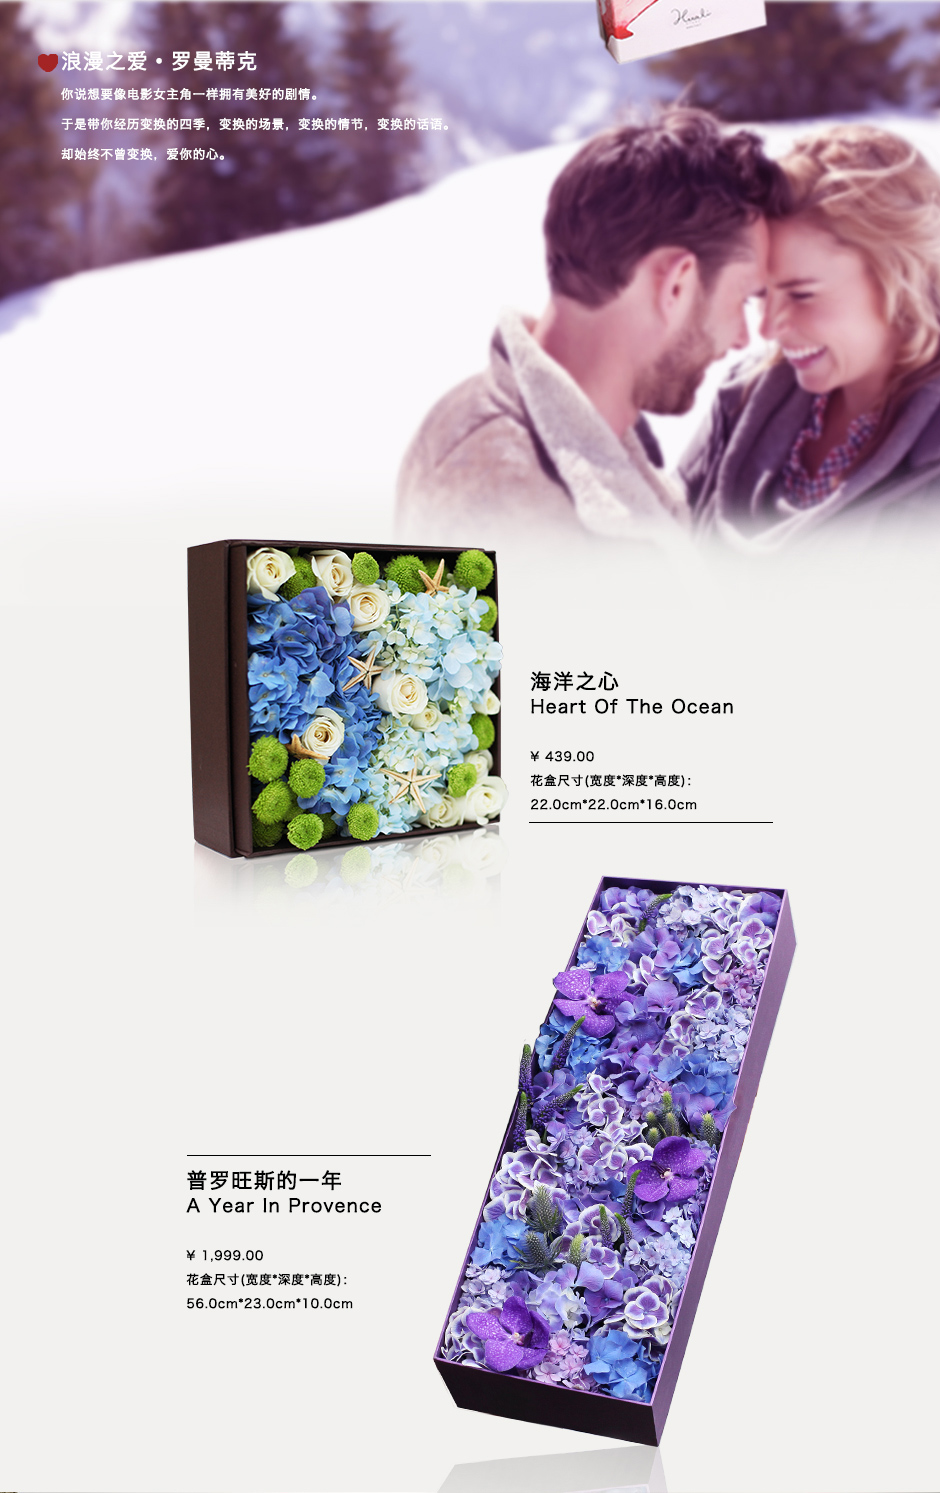 Huaki
浪漫之爱·罗曼蒂克
你说想要像电影女主角一样拥有美好的剧情。
于是带你经历变换的四季，变换的场景，变换的情节，变换的话语。
却始终不曾变换，爱你的心。
海洋之心
Heart Of The Ocean
¥ 439.00
花盒尺寸(宽度*深度*高度)：
22.0cm*22.0cm*16.0cm
普罗旺斯的一年
A Year In Provence
¥ 1,999.00
花盒尺寸(宽度*深度*高度)：
56.0cm*23.0cm*10.0cm